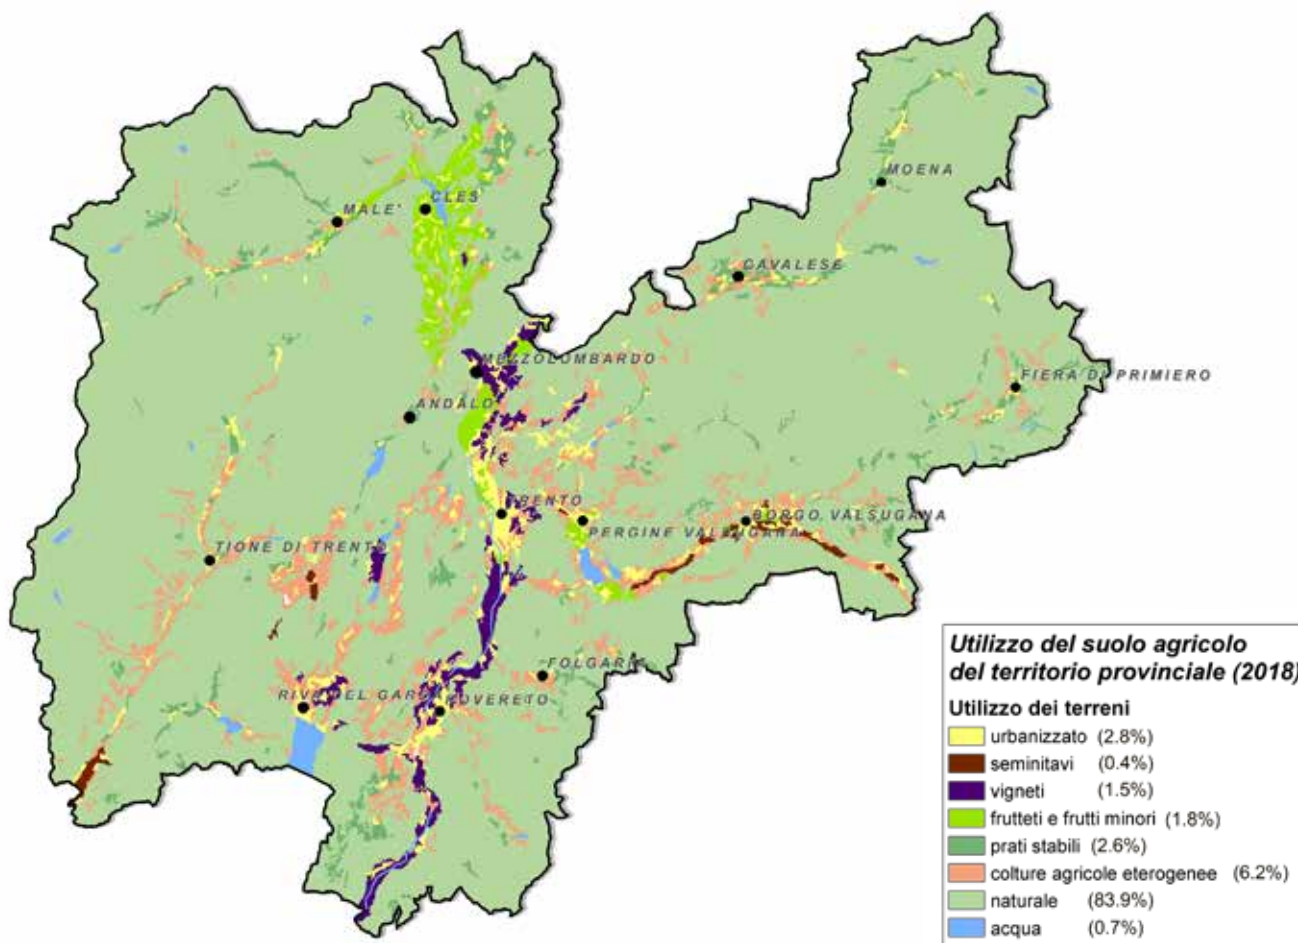 MOENA
CLES
MALE'
CAVALESE
MEZZOLOMBARDO
FIERA DI PRIMIERO
ANDALO
TRENTO
BORGO VALSUGANA
PERGINE VALSUGANA
TIONE DI TRENTO
FOLGARIA
RIVA DEL GARDA
ROVERETO
Utilizzo del suolo agricolo
del territorio provinciale (2018)
Utilizzo dei terreni
urbanizzato (2.8%)
seminitavi (0.4%)
vigneti (1.5%)
frutteti e frutti minori (1.8%)
prati stabili (2.6%)
colture agricole eterogenee (6.2%)
naturale (83.9%)
acqua (0.7%)